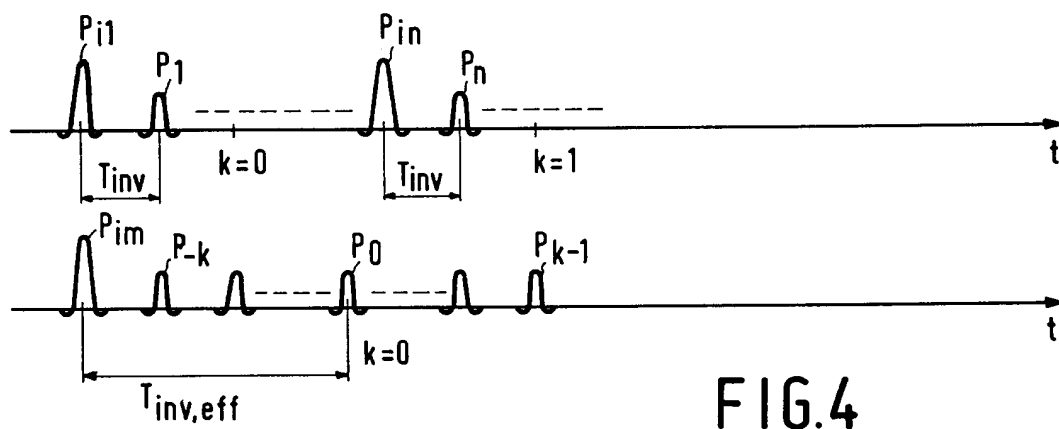 Pi1 P1 Pin Pn
k=0 k=1 t
Tinv Tinv
Pim P-k P0 Pk-1
k=0 t
Tinv,eff
FIG.4